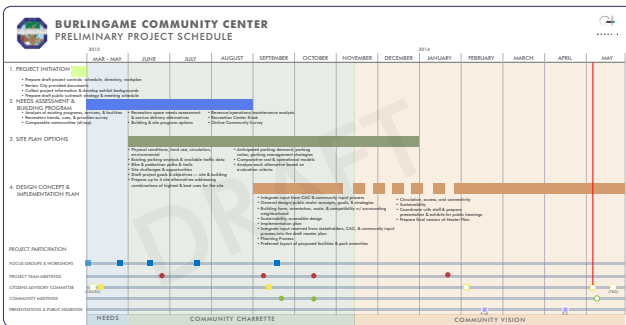 BURLINGAME COMMUNITY CENTER
PRELIMINARY PROJECT SCHEDULE
2013
2014
MAR - MAY
JUNE
JULY
AUGUST
SEPTEMBER
OCTOBER
NOVEMBER
DECEMBER
JANUARY
FEBRUARY
MARCH
APRIL
MAY
1. PROJECT INITIATION
• Prepare draft project controls, schedule, directory, workplan
• Review City provided documents
• Collect project information & develop exhibit backgrounds
• Prepare draft public outreach strategy & meeting schedule
2. NEEDS ASSESSMENT &
BUILDING PROGRAM
• Analysis of existing programs, services, & facilities
• Recreation trends, uses, & priorities survey
• Comparable communities
• Recreation space needs assessment
& service delivery alternatives
• Building & site program options
• Revenue/operations/maintenance analysis
• Recreation Center Kiosk
• Online Community Survey
3. SITE PLAN OPTIONS
• Physical conditions, land use, circulation,
environmental
• Existing parking analysis & available traffic data
• Bike & pedestrian paths & trails
• Site challenges & opportunities
• Draft project goals & objectives — site & building
• Prepare up to 4 site alternatives addressing
combinations of highest & best uses for the site
• Anticipated parking demand, parking
ratios, parking management strategies
• Comparative cost & operational models
• Analyze each alternative based on
evaluation criteria
4. DESIGN CONCEPT &
IMPLEMENTATION PLAN
• Integrate input from CAC & community input process
• General design/public realm concepts, goals, & strategies
• Building form, orientation, scale, & compatibility w/ surrounding
neighborhood
• Sustainability, accessible design
• Implementation plan
• Integrate input received from stakeholders, CAC, & community input
process into the draft master plan
• Planning Process
• Preferred layout of proposed facilities & park amenities
• Circulation, access, and connectivity
• Sustainability
• Coordinate with staff & prepare
presentation & exhibits for public hearings
• Prepare final version of Master Plan
DRAFT
PROJECT PARTICIPATION
FOCUS GROUPS & WORKSHOPS
PROJECT TEAM MEETINGS
CITIZENS ADVISORY COMMITTEE
COMMUNITY MEETINGS
PRESENTATIONS & PUBLIC HEARINGS
NEEDS
COMMUNITY CHARRETTE
COMMUNITY VISION